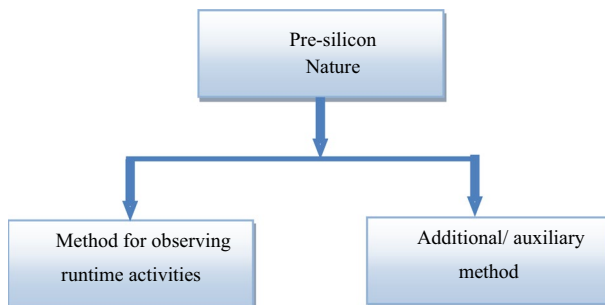 Pre-silicon
Nature
Method for observing
runtime activities
Additional/ auxiliary
method